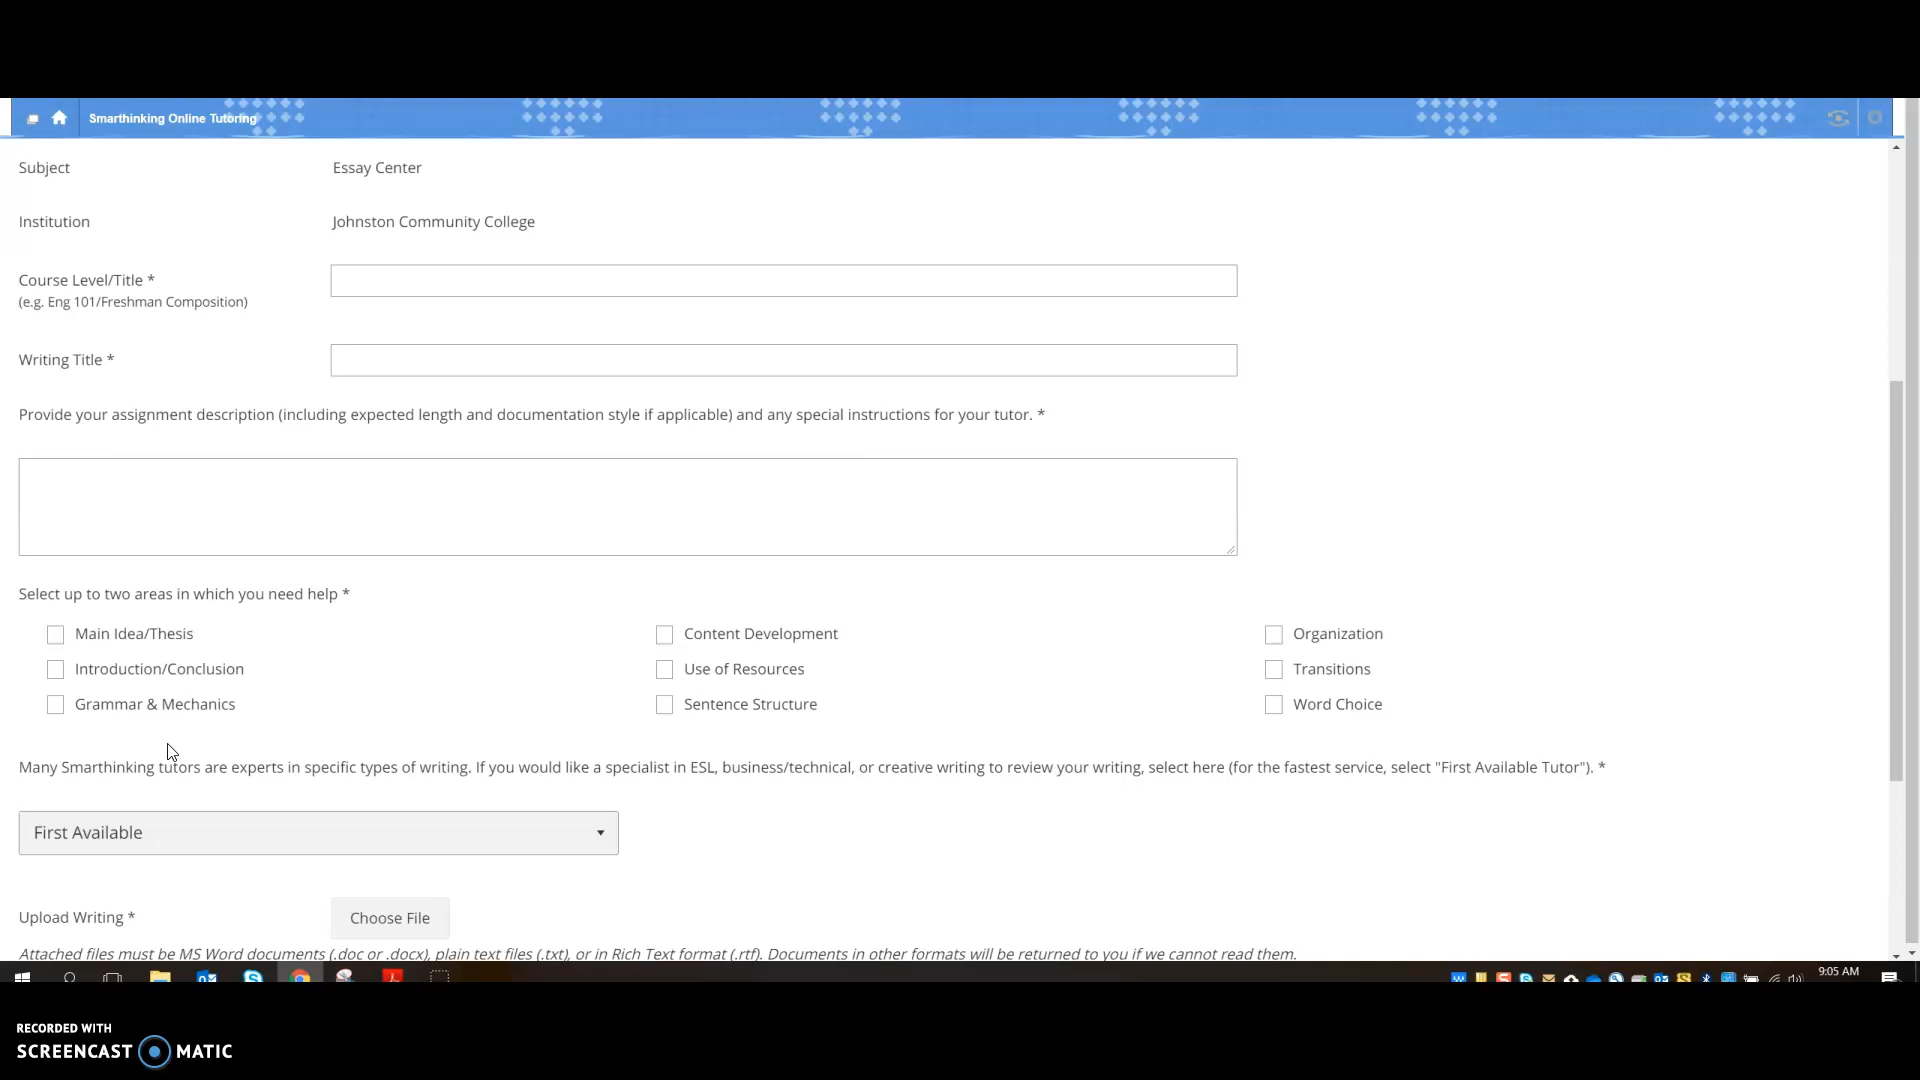 Smarthinking Online Tutoring
Subject Essay Center
Institution Johnston Community College
Course Level/Title *
(e.g. Eng 101/Freshman Composition)
Writing Title *
Provide your assignment description (including expected length and documentation style if applicable) and any special instructions for your tutor. *
Select up to two areas in which you need help *
Main Idea/Thesis Content Development Organization
Introduction/Conclusion Use of Resources Transitions
Grammar & Mechanics Sentence Structure Word Choice
Many Smarthinking tutors are experts in specific types of writing. If you would like a specialist in ESL, business/technical, or creative writing to review your writing, select here (for the fastest service, select "First Available Tutor"). *
First Available
Upload Writing * Choose File
Attached files must be MS Word documents (.doc or .docx), plain text files (.txt), or in Rich Text format (.rtf). Documents in other formats will be returned to you if we cannot read them.
9:05 AM
RECORDED WITH
SCREENCAST MATIC